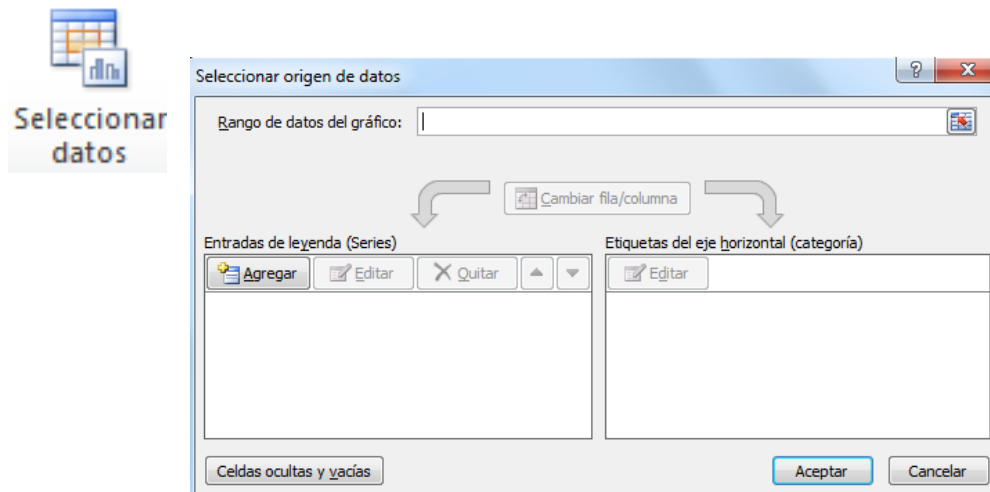 Seleccionar
datos
Seleccionar origen de datos
Rango de datos del gráfico:
Cambiar fila/columna
Entradas de leyenda (Series)
Etiquetas del eje horizontal (categoría)
Agregar Editar Quitar
Editar
Celdas ocultas y vacías
Aceptar Cancelar